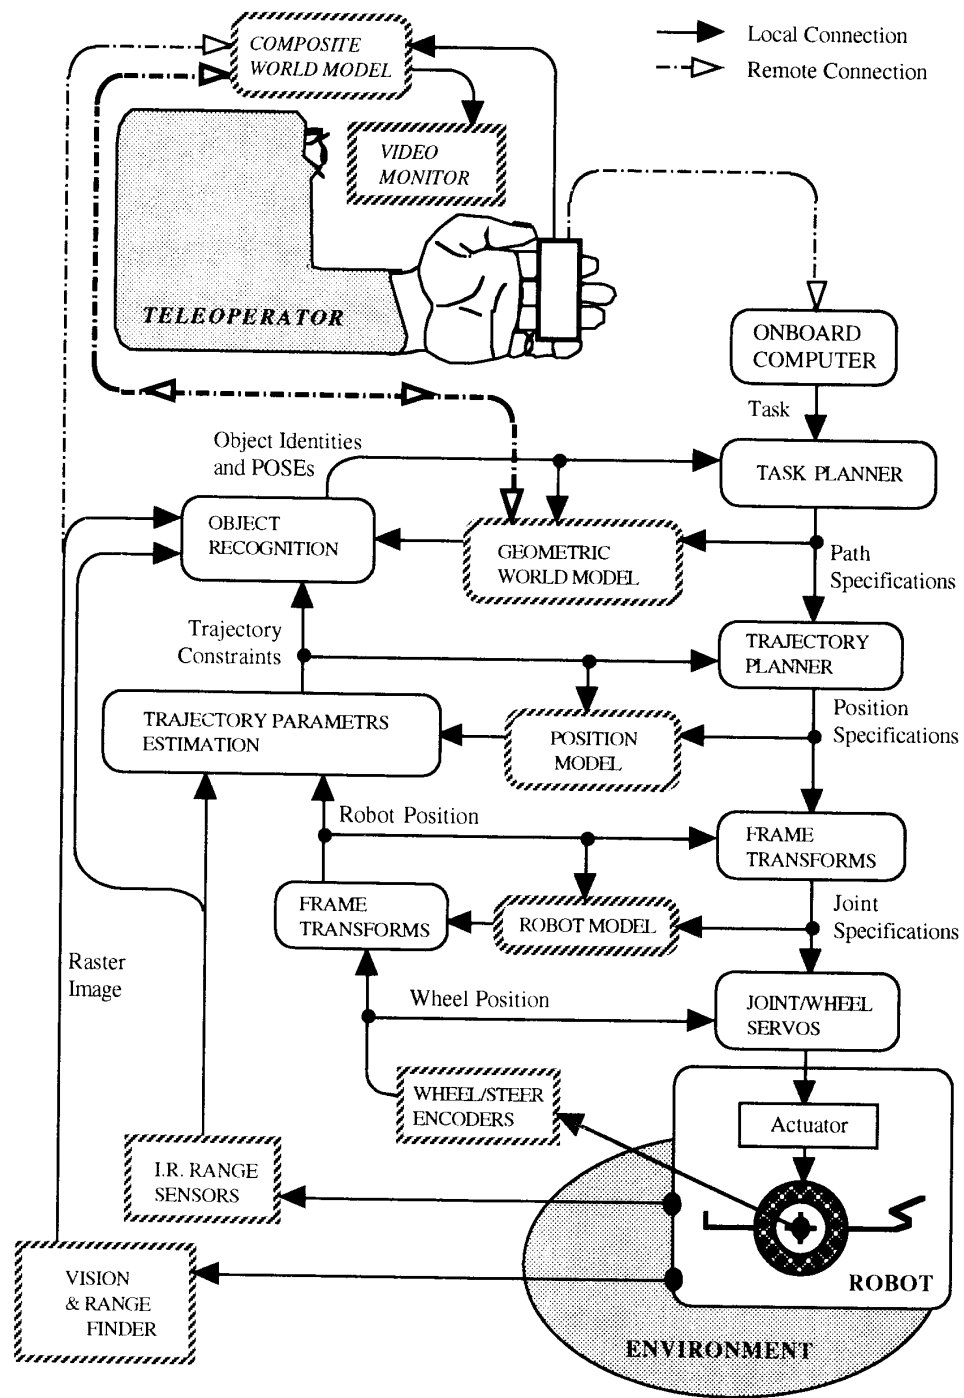 COMPOSITE
WORLD MODEL
Local Connection
Remote Connection
VIDEO
MONITOR
TELEOPERATOR
ONBOARD
COMPUTER
Task
Object Identities
and POSEs
TASK PLANNER
OBJECT
RECOGNITION
GEOMETRIC
WORLD MODEL
Path
Specifications
Trajectory
Constraints
TRAJECTORY
PLANNER
TRAJECTORY PARAMETRS
ESTIMATION
POSITION
MODEL
Position
Specifications
Robot Position
FRAME
TRANSFORMS
FRAME
TRANSFORMS
ROBOT MODEL
Joint
Specifications
Raster
Image
Wheel Position
JOINT/WHEEL
SERVOS
WHEEL/STEER
ENCODERS
Actuator
I.R. RANGE
SENSORS
ROBOT
VISION
& RANGE
FINDER
ENVIRONMENT